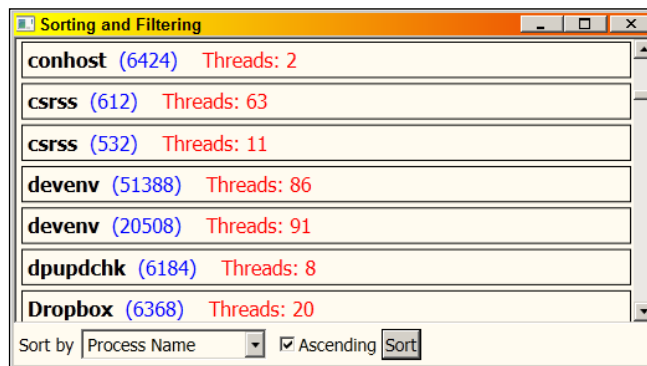 Sorting and Filtering
conhost (6424) Threads: 2
csrss (612) Threads: 63
csrss (532) Threads: 11
devenv (51388) Threads: 86
devenv (20508) Threads: 91
dpupdchk (6184) Threads: 8
Dropbox (6368) Threads: 20
Sort by Process Name Ascending Sort